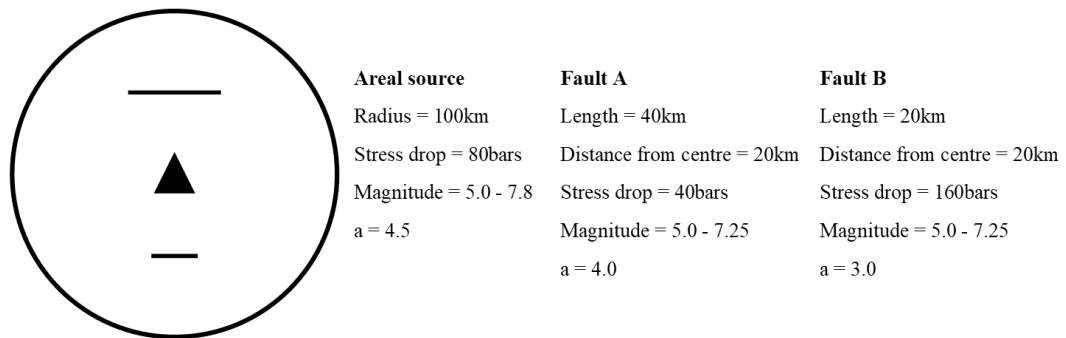 Areal source
Radius = 100km
Stress drop = 80bars
Magnitude = 5.0 - 7.8
a = 4.5
Fault A
Length = 40km
Distance from centre = 20km
Stress drop = 40bars
Magnitude = 5.0 - 7.25
a = 4.0
Fault B
Length = 20km
Distance from centre = 20km
Stress drop = 160bars
Magnitude = 5.0 - 7.25
a = 3.0